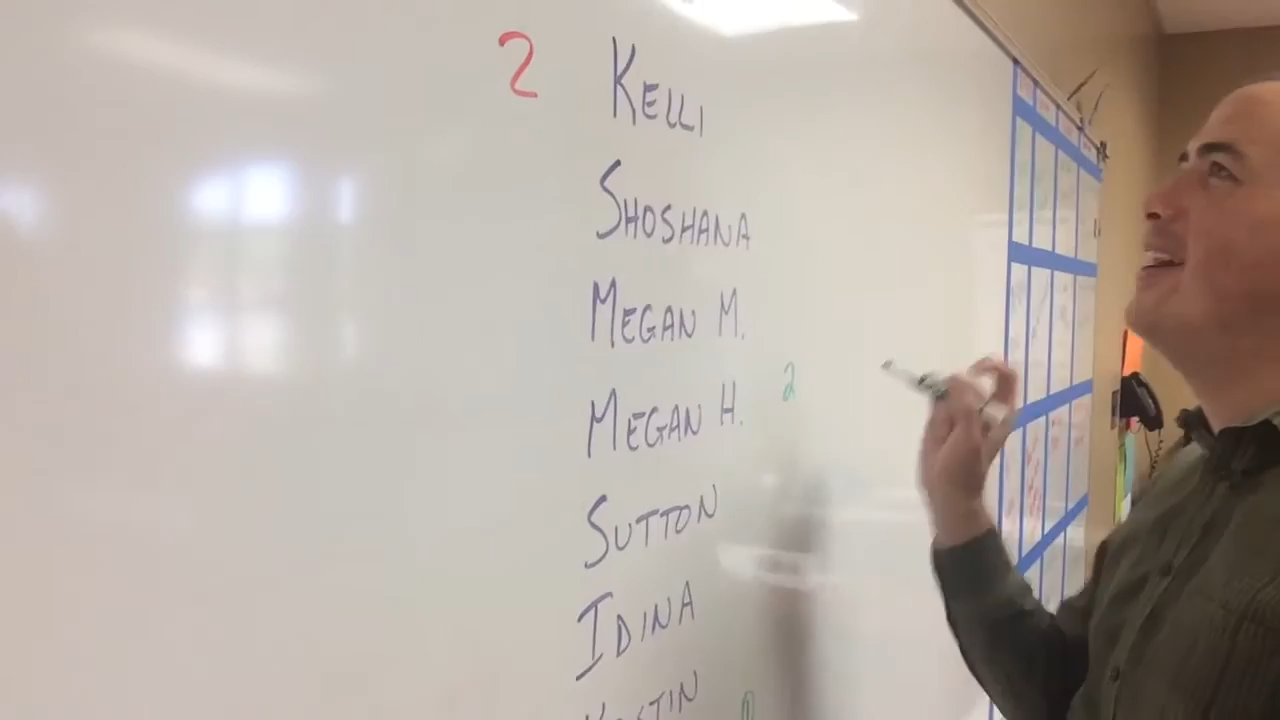 2 KELLI
SHOSHANA
MEGAN M.
MEGAN H. 2
SUTTON
IDINA